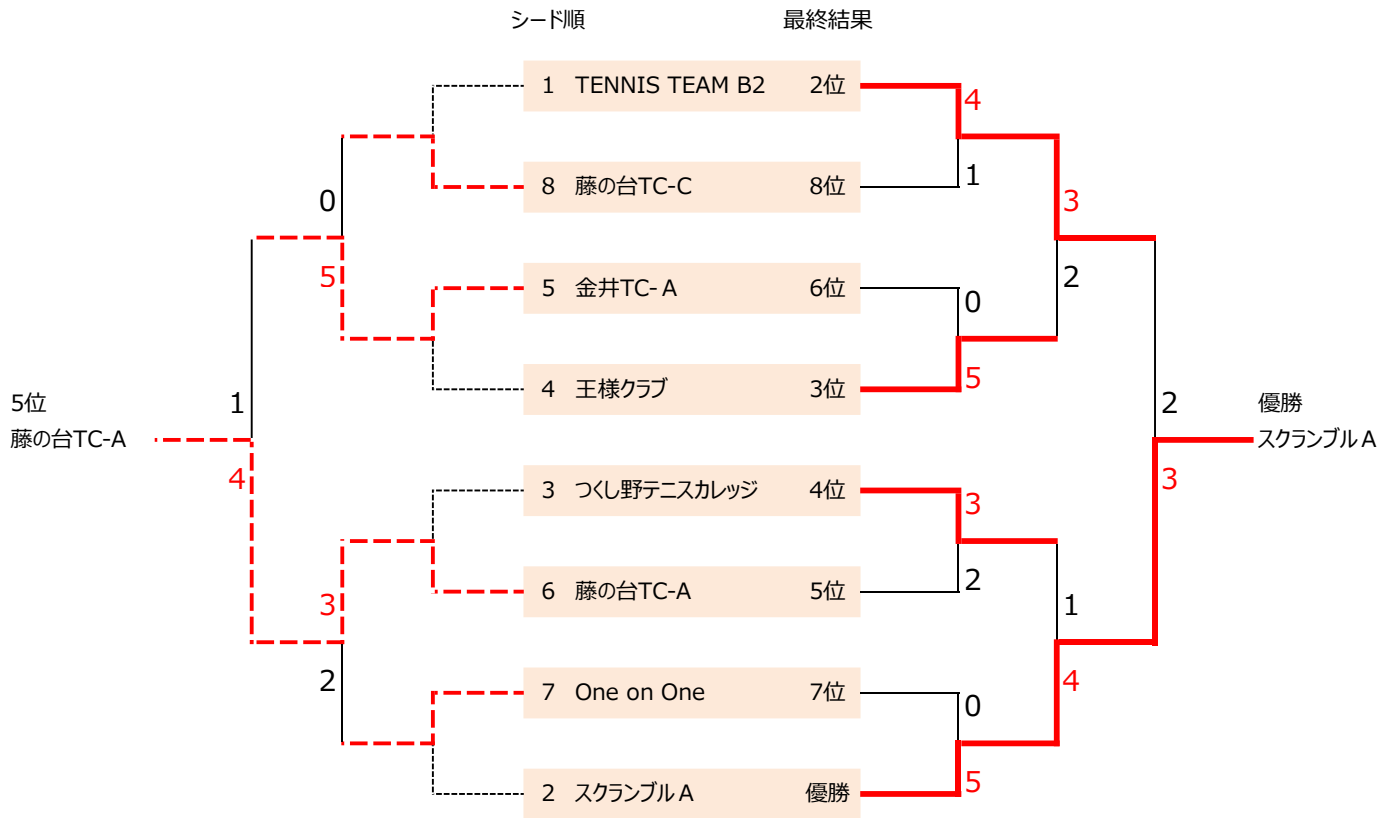 シード順 最終結果
1 TENNIS TEAM B2 2位 4
8 藤の台TC-C 8位 1
0 3
5 5 金井TC-A 6位 0 2
4 王様クラブ 3位 5
5位 1 2 優勝
藤の台TC-A スクランブルA
4 3 つくし野テニスカレッジ 4位 3 3
3 6 藤の台TC-A 5位 2 1
2 7 One on One 7位 0 4
2 スクランブルA 優勝 5